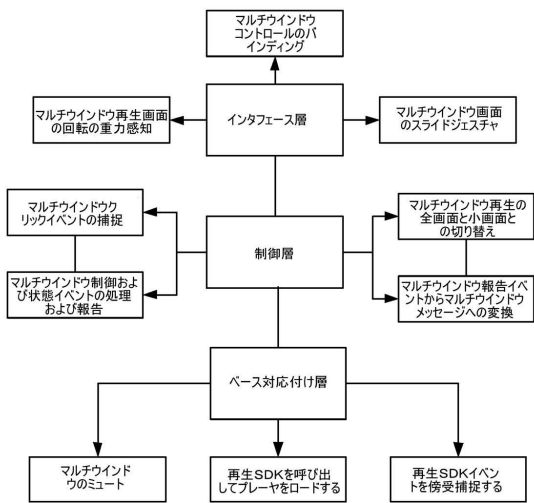 マルチウインドウ
コントロールのバ
インディング
マルチウインドウ再生画面
の回転の重力感知
インタフェース層
マルチウインドウ画面
のスライドジェスチャ
マルチウインドウク
リックイベントの捕捉
マルチウインドウ再生の
全画面と小画面と
の切り替え
制御層
マルチウインドウ制御およ
び状態イベントの処理
および報告
マルチウインドウ報告イベ
ントからマルチウインドウ
メッセージへの変換
ベース対応付け層
マルチウインド
ウのミュート
再生SDKを呼び出
してプレーヤをロードする
再生SDKイベン
トを傍受捕捉する